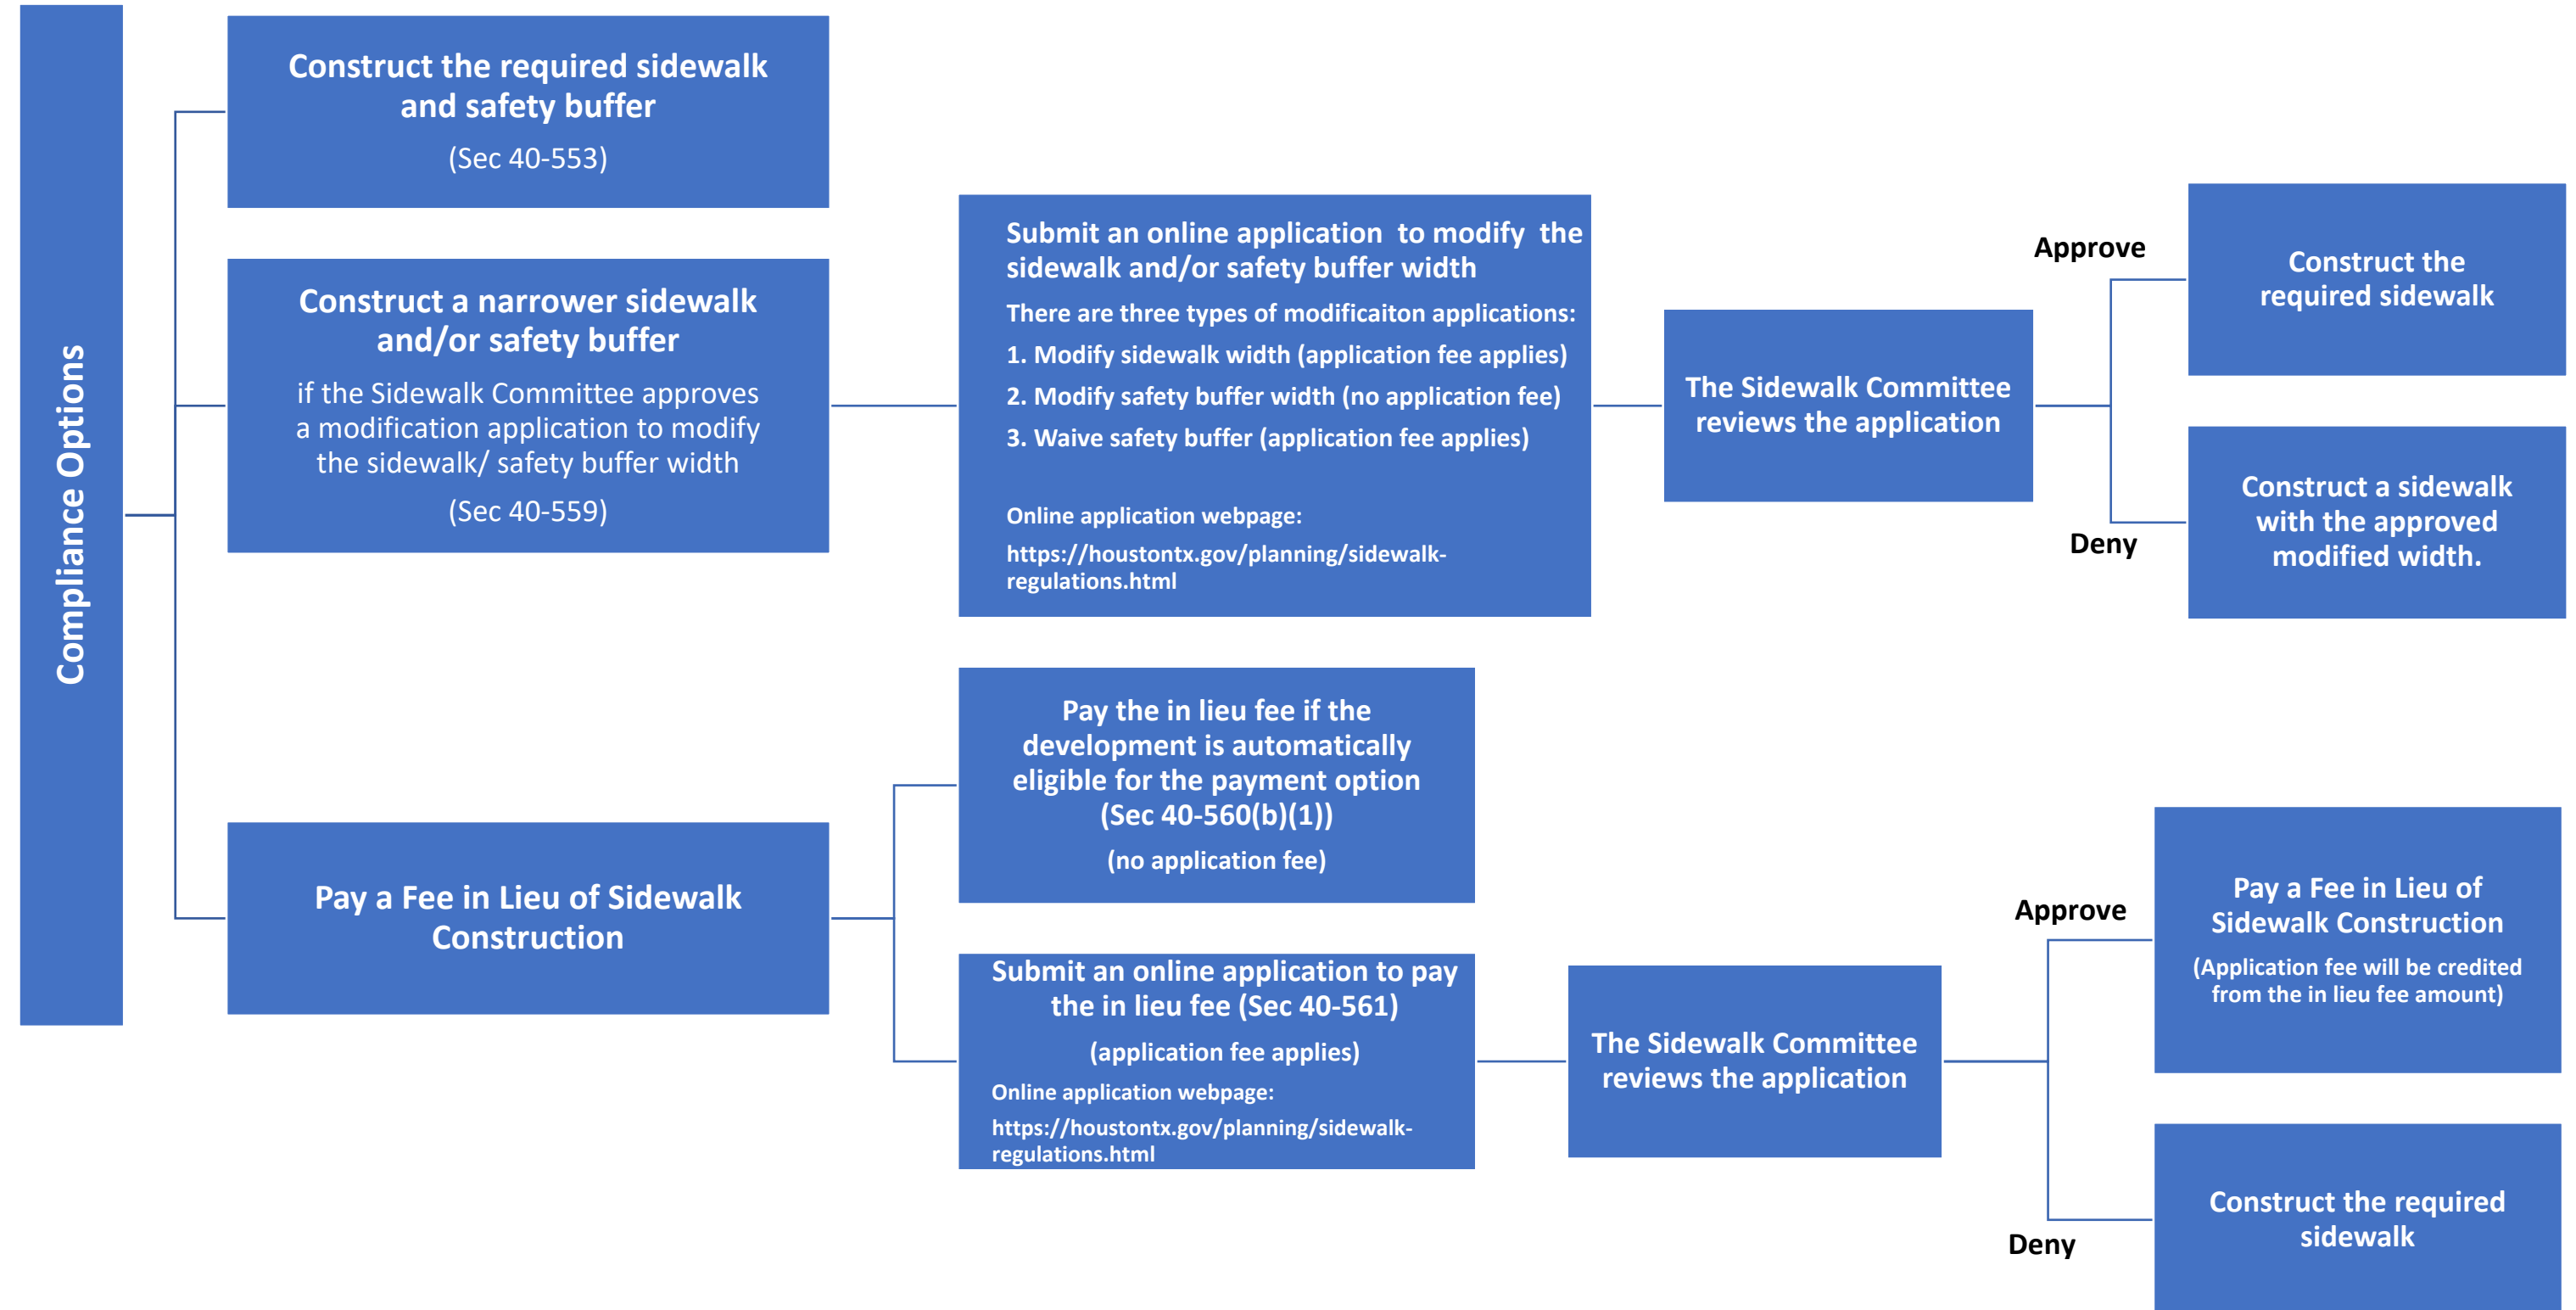 Compliance Options
Construct the required sidewalk
and safety buffer
(Sec 40-553)
Construct a narrower sidewalk
and/or safety buffer
if the Sidewalk Committee approves
a modification application to modify
the sidewalk/ safety buffer width
(Sec 40-559)
Submit an online application  to modify  the
sidewalk and/or safety buffer width
There are three types of modificaiton applications:
1. Modify sidewalk width (application fee applies)
2. Modify safety buffer width (no application fee)
3. Waive safety buffer (application fee applies)
Online application webpage:
https://houstontx.gov/planning/sidewalk-
regulations.html
The Sidewalk Committee
reviews the application
Approve
Construct the
required sidewalk
Deny
Construct a sidewalk
with the approved
modified width.
Pay a Fee in Lieu of Sidewalk
Construction
Pay the in lieu fee if the
development is automatically
eligible for the payment option
(Sec 40-560(b)(1))
(no application fee)
Submit an online application to pay
the in lieu fee (Sec 40-561)
(application fee applies)
Online application webpage:
https://houstontx.gov/planning/sidewalk-
regulations.html
The Sidewalk Committee
reviews the application
Approve
Pay a Fee in Lieu of
Sidewalk Construction
(Application fee will be credited
from the in lieu fee amount)
Deny
Construct the required
sidewalk